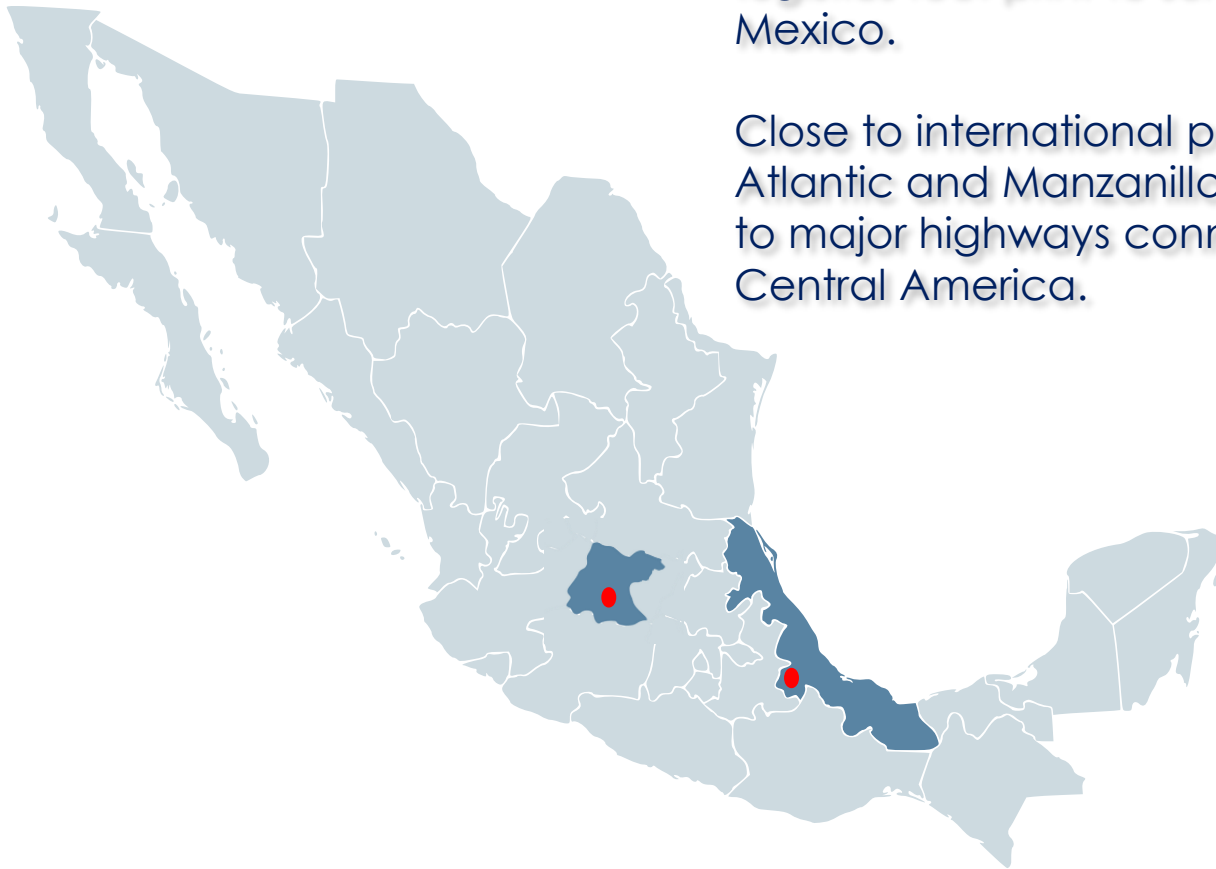 Mexico.
Close to international p
Atlantic and Manzanillo
to major highways conn
Central America.